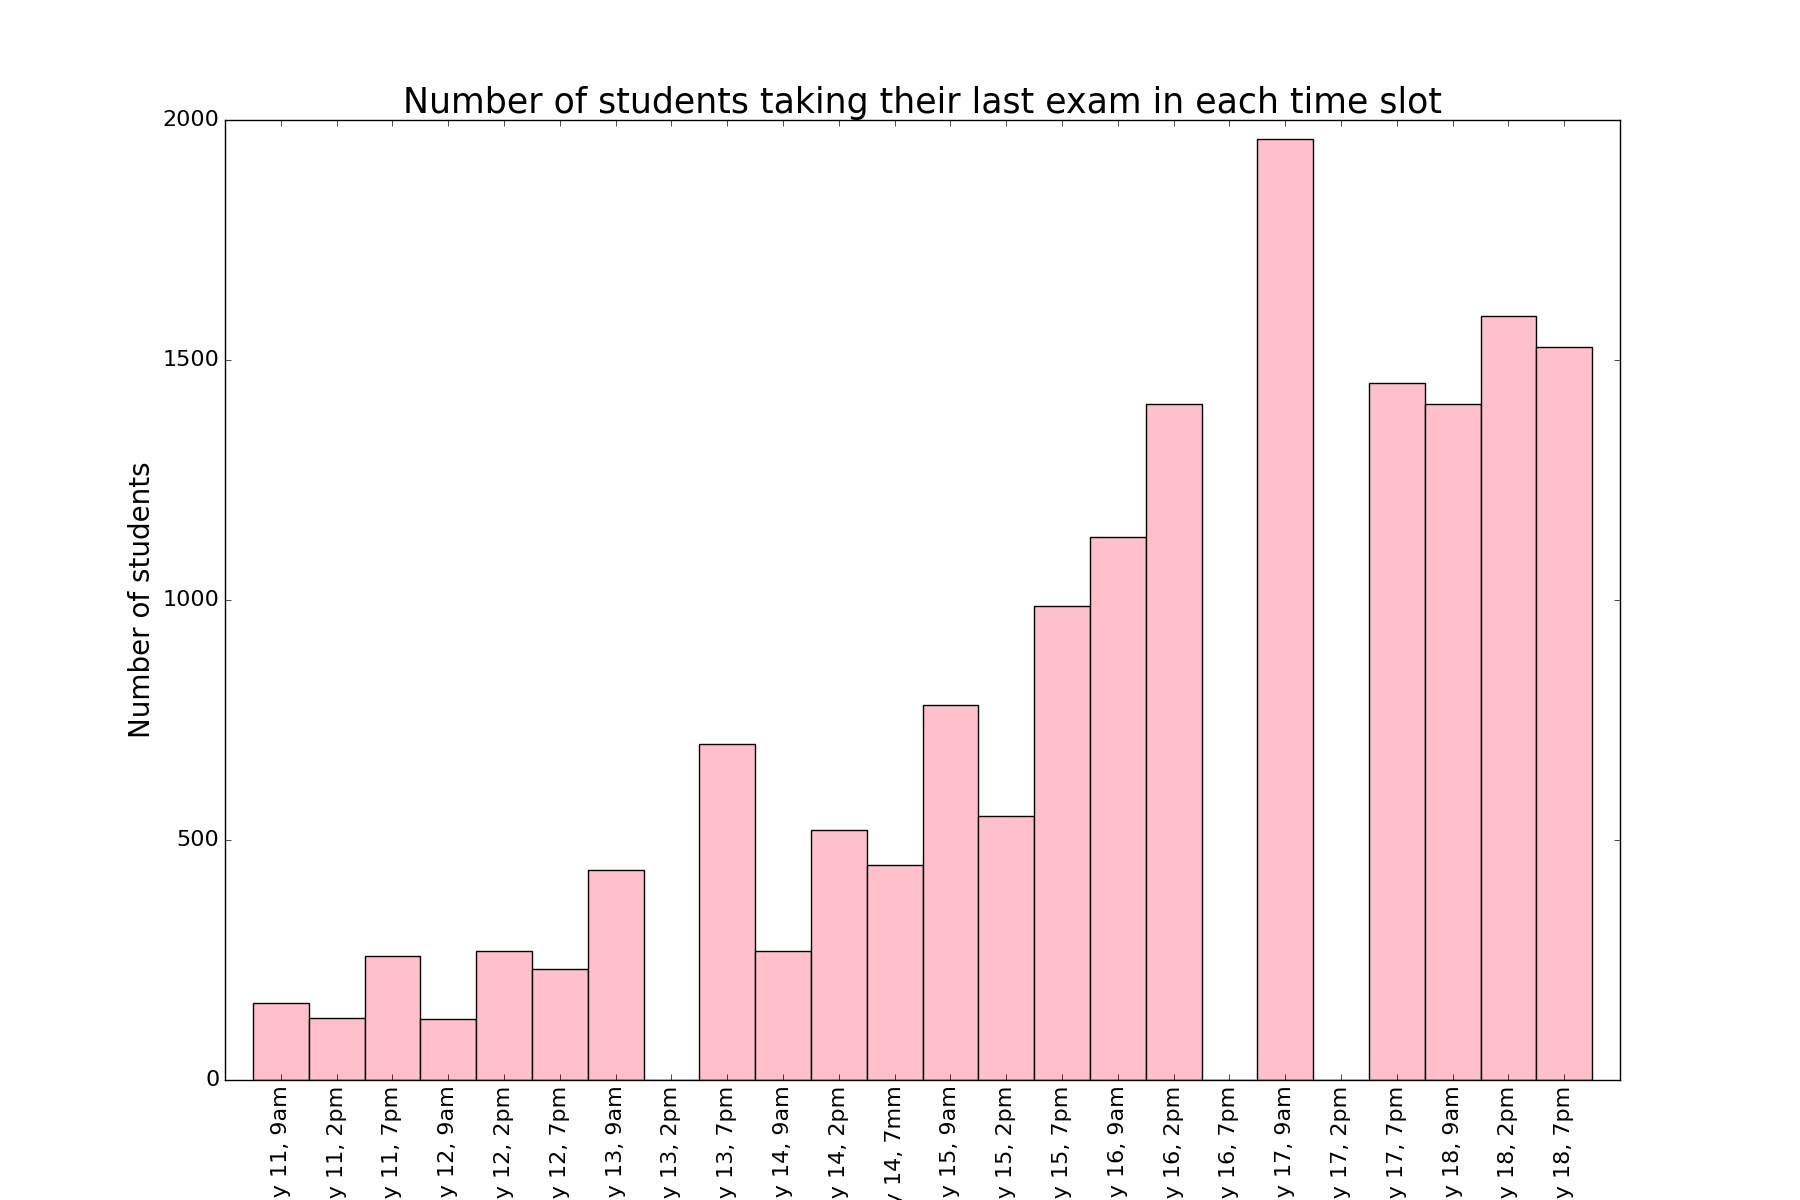 Number of students taking their last exam in each time slot
Number of students
2000
1500
1000
500
0
y 11, 9am
y 11, 2pm
y 11, 7pm
y 12, 9am
y 12, 2pm
y 12, 7pm
y 13, 9am
y 13, 2pm
y 13, 7pm
y 14, 9am
y 14, 2pm
y 14, 7mm
y 15, 9am
y 15, 2pm
y 15, 7pm
y 16, 9am
y 16, 2pm
y 16, 7pm
y 17, 9am
y 17, 2pm
y 17, 7pm
y 18, 9am
y 18, 2pm
y 18, 7pm